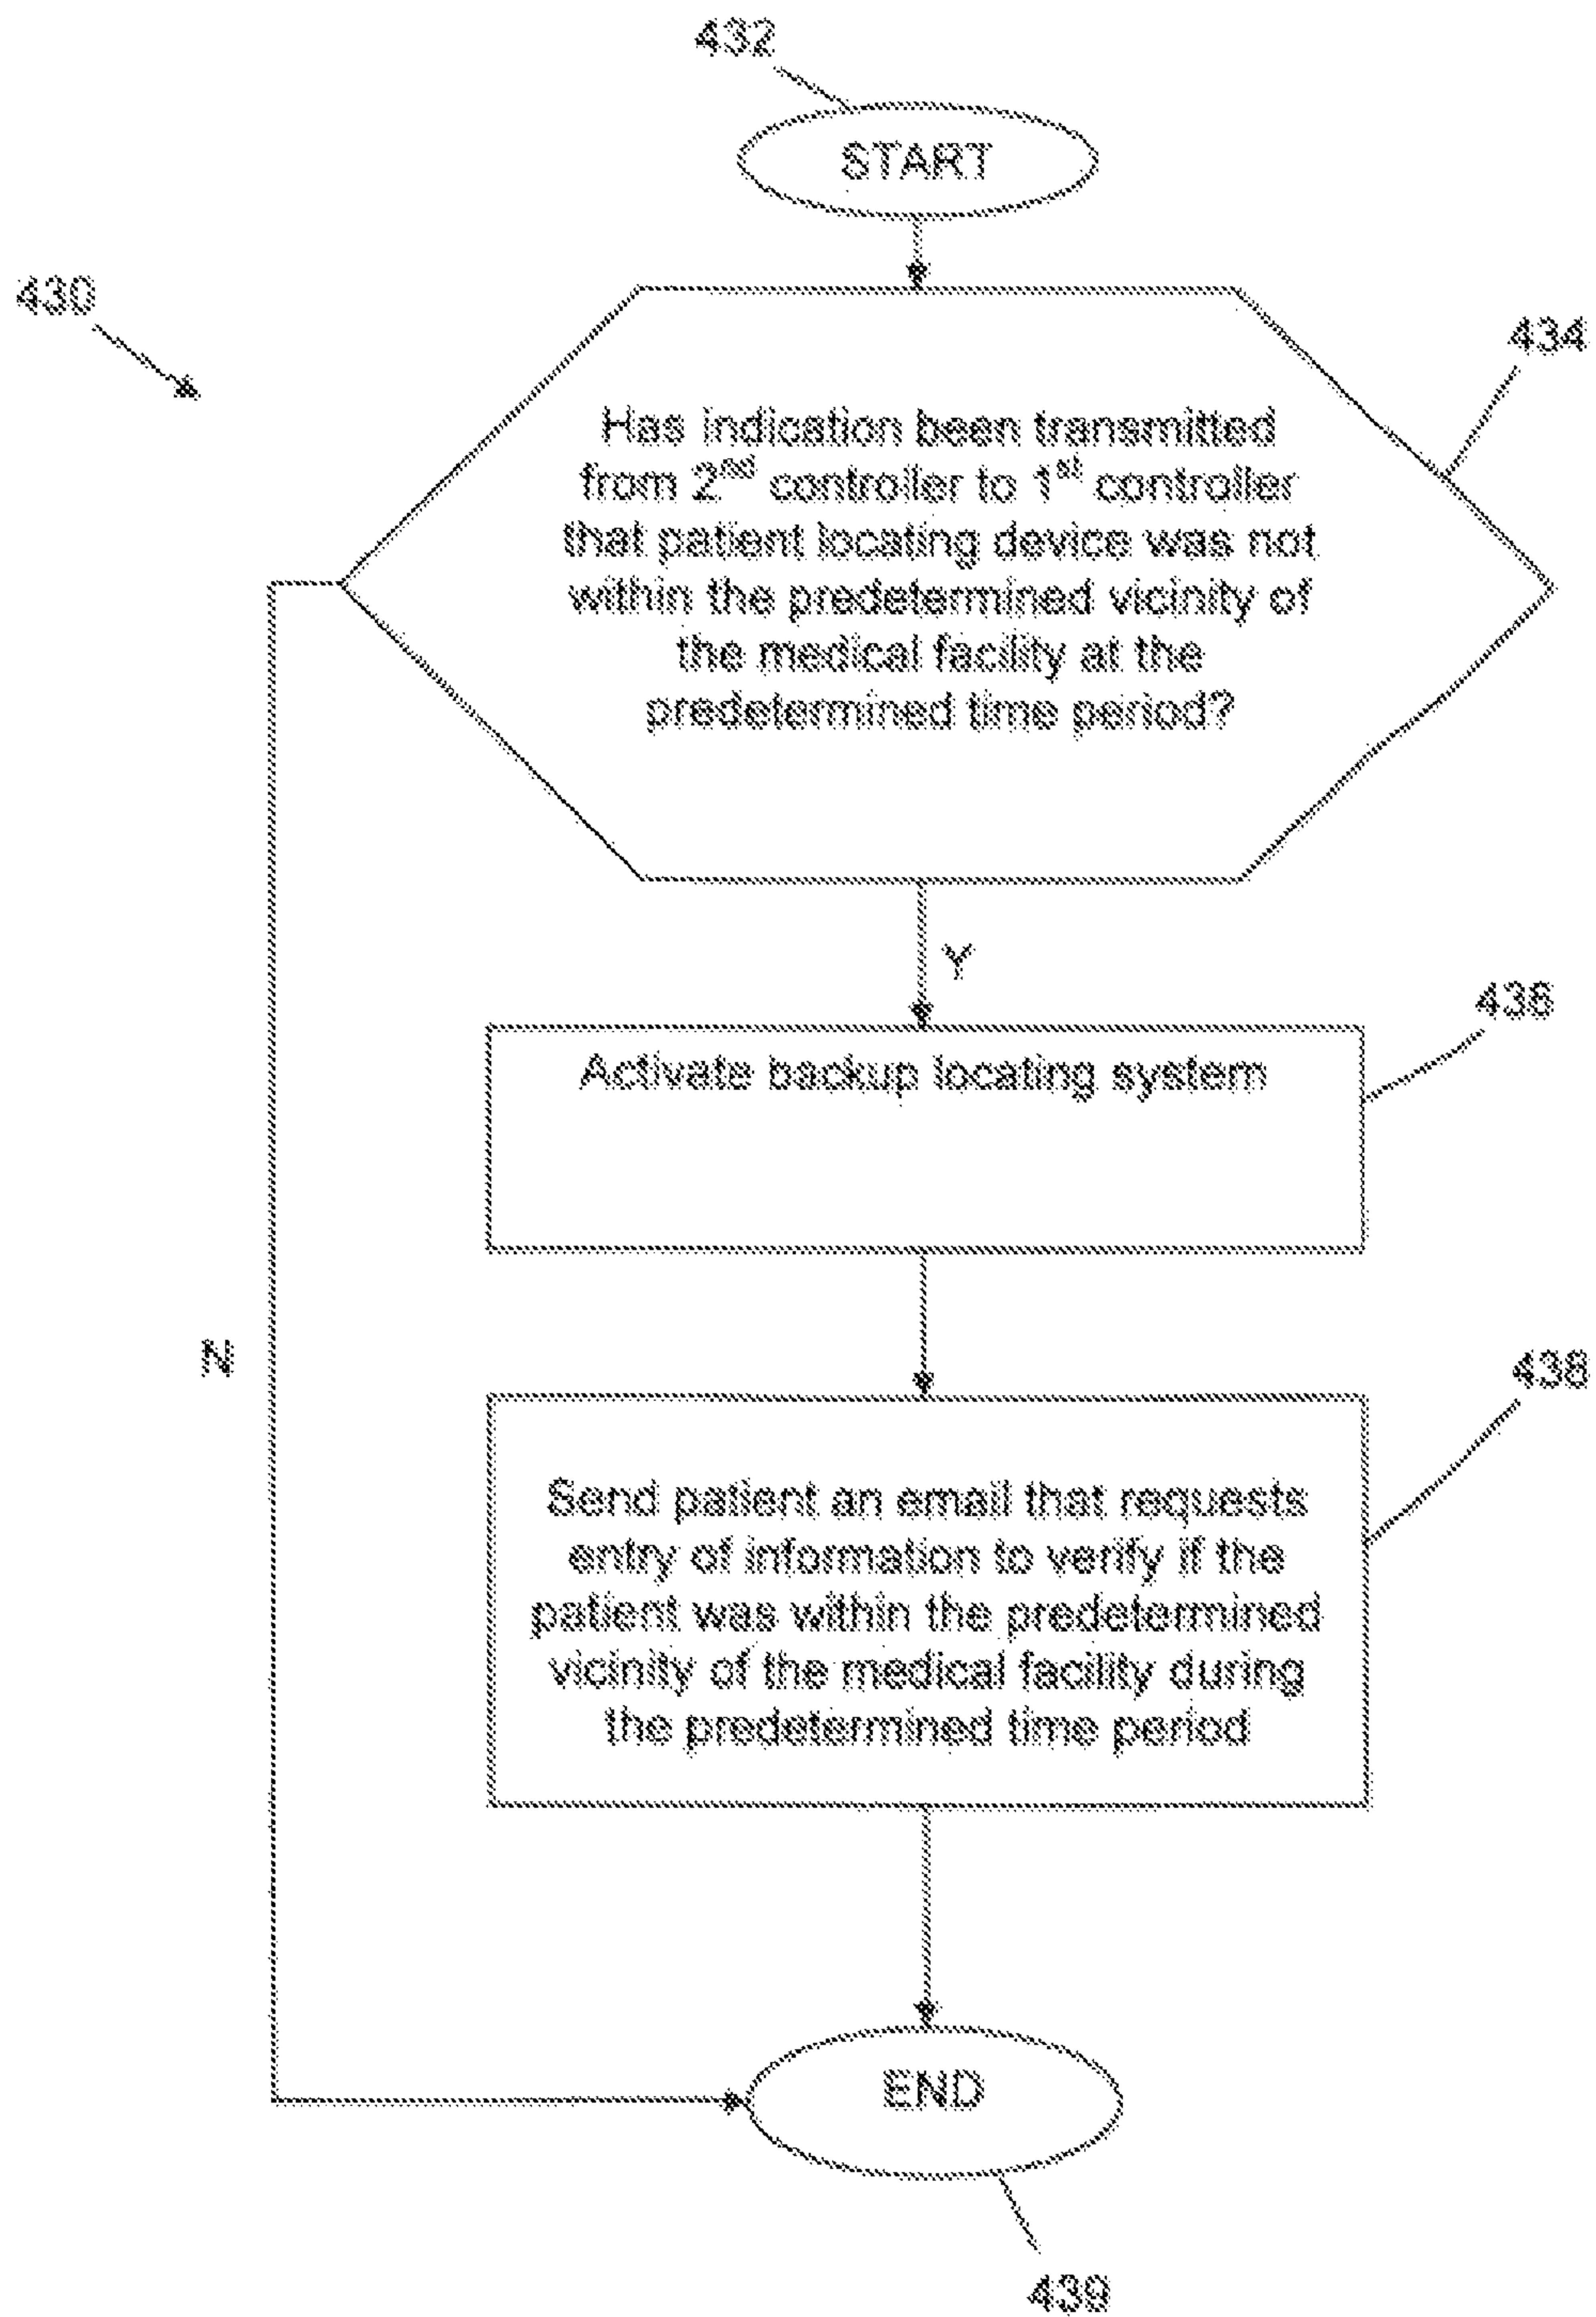 432
START
430
434
Has indication been transmitted
from 2nd controller to 1st controller
that patient locating device was not
within the predetermined vicinity of
the medical facility at the
predetermined time period?
Y
436
Activate backup locating system
N
438
Send patient an email that requests
entry of information to verify if the
patient was within the predetermined
vicinity of the medical facility during
the predetermined time period
END
439